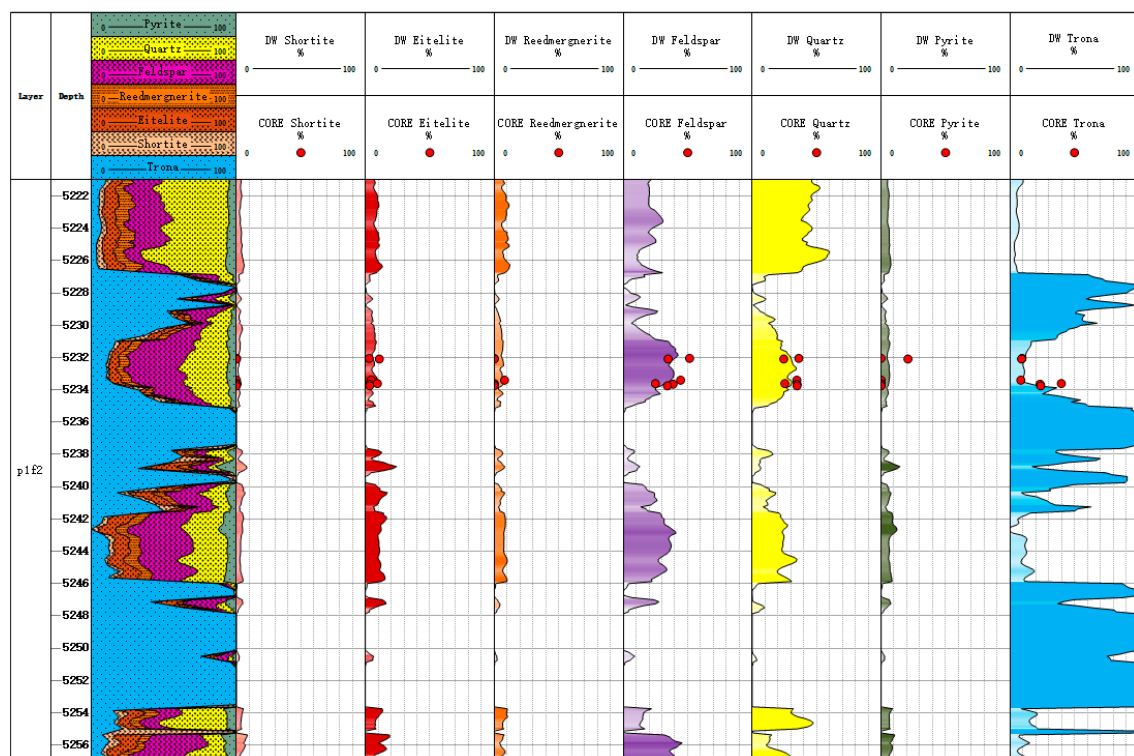 Layer
Depth
0 Pyrite 100
0 Quartz 100
0 Feldspar 100
0 Reedmergnerite 100
0 Eitelite 100
0 Shortite 100
0 Trona 100
DW Shortite
%
0 100
CORE Shortite
%
0 100
DW Eitelite
%
0 100
CORE Eitelite
%
0 100
DW Reedmergnerite
%
0 100
CORE Reedmergnerite
%
0 100
DW Feldspar
%
0 100
CORE Feldspar
%
0 100
DW Quartz
%
0 100
CORE Quartz
%
0 100
DW Pyrite
%
0 100
CORE Pyrite
%
0 100
DW Trona
%
0 100
CORE Trona
%
0 100
p1f2
5222
5224
5226
5228
5230
5232
5234
5236
5238
5240
5242
5244
5246
5248
5250
5252
5254
5256